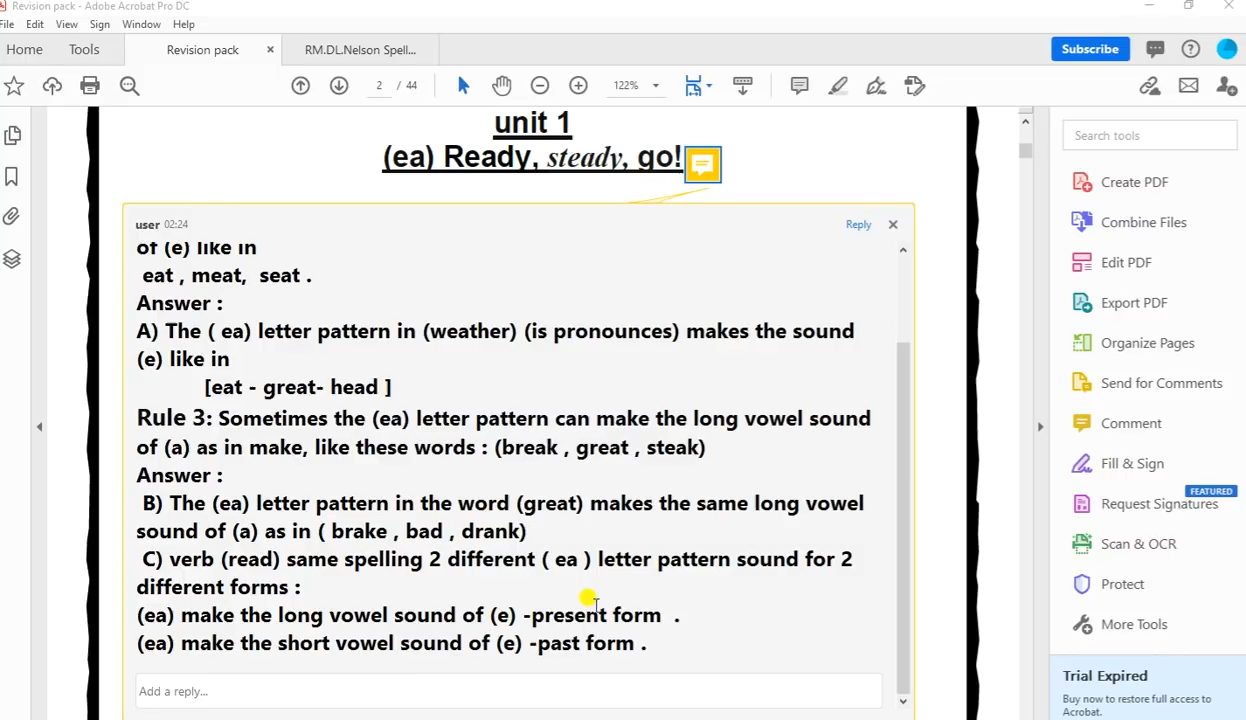 Revision pack - Adobe Acrobat Pro DC
File Edit View Sign Window Help
Home Tools Revision pack × RM.DL.Nelson Spell... Subscribe
2 / 44 122%
unit 1
(ea) Ready, steady, go!
user 02:24 Reply
of (e) like in
eat , meat, seat .
Answer :
A) The ( ea) letter pattern in (weather) (is pronounces) makes the sound
(e) like in
[eat - great- head ]
Rule 3: Sometimes the (ea) letter pattern can make the long vowel sound
of (a) as in make, like these words : (break , great , steak)
Answer :
B) The (ea) letter pattern in the word (great) makes the same long vowel
sound of (a) as in ( brake , bad , drank)
C) verb (read) same spelling 2 different ( ea ) letter pattern sound for 2
different forms :
(ea) make the long vowel sound of (e) -present form .
(ea) make the short vowel sound of (e) -past form .
Add a reply...
Search tools
Create PDF
Combine Files
Edit PDF
Export PDF
Organize Pages
Send for Comments
Comment
Fill & Sign
FEATURED
Request Signatures
Scan & OCR
Protect
More Tools
Trial Expired
Buy now to restore full access to
Acrobat.